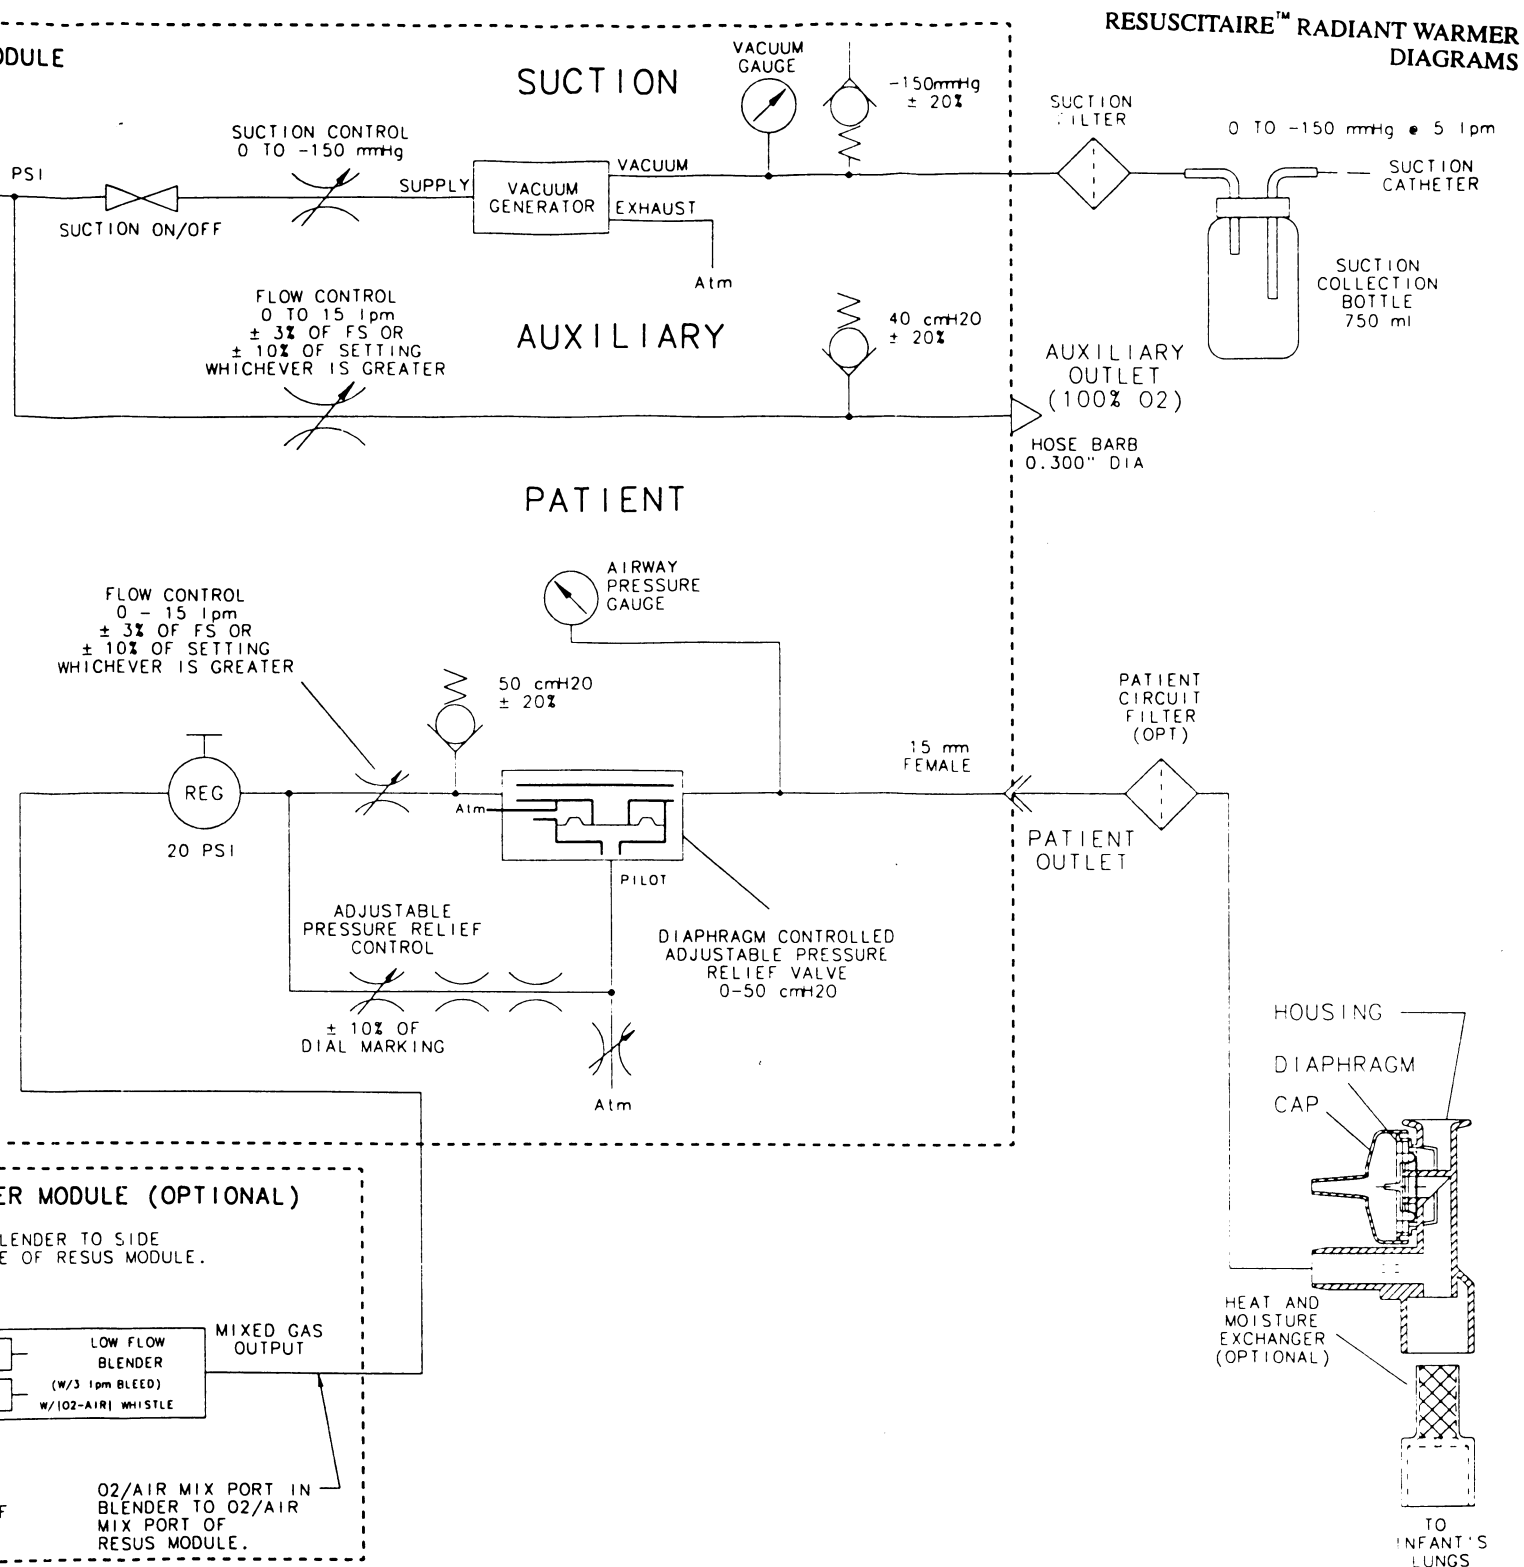 RESUSCITAIRE™ RADIANT WARMER
DIAGRAMS
SUCTION
VACUUM
GAUGE
-150mmHg
± 20%
SUCTION
0 TO -150 mmHg @ 5 lpm
SUCTION CONTROL
0 TO -150 mmHg
PSI
SUCTION ON/OFF
SUPPLY
VACUUM
GENERATOR
VACUUM
EXHAUST
Atm
SUCTION
CATHETER
SUCTION
COLLECTION
BOTTLE
750 ml
FLOW CONTROL
0 TO 15 lpm
± 3% OF FS OR
± 10% OF SETTING
WHICHEVER IS GREATER
AUXILIARY
40 cmH20
± 20%
AUXILIARY
OUTLET
(100% O2)
HOSE BARB
0.300" DIA
PATIENT
AIRWAY
PRESSURE
GAUGE
FLOW CONTROL
0 - 15 lpm
± 3% OF FS OR
± 10% OF SETTING
WHICHEVER IS GREATER
50 cmH20
± 20%
PATIENT
CIRCUIT
FILTER
(OPT)
15 mm
FEMALE
REG
20 PSI
Atm
PILOT
PATIENT
OUTLET
ADJUSTABLE
PRESSURE RELIEF
CONTROL
DIAPHRAGM CONTROLLED
ADJUSTABLE PRESSURE
RELIEF VALVE
0-50 cmH20
± 10% OF
DIAL MARKING
Atm
HOUSING
DIAPHRAGM
CAP
MODULE (OPTIONAL)
TO SIDE
OF RESUS MODULE.
MIXED GAS
OUTPUT
LOW FLOW
BLENDER
(W/3 lpm BLEED)
W/|O2-AIR| WHISTLE
HEAT AND
MOISTURE
EXCHANGER
(OPTIONAL)
O2/AIR MIX PORT IN
BLENDER TO O2/AIR
MIX PORT OF
RESUS MODULE.
TO
INFANT'S
LUNGS